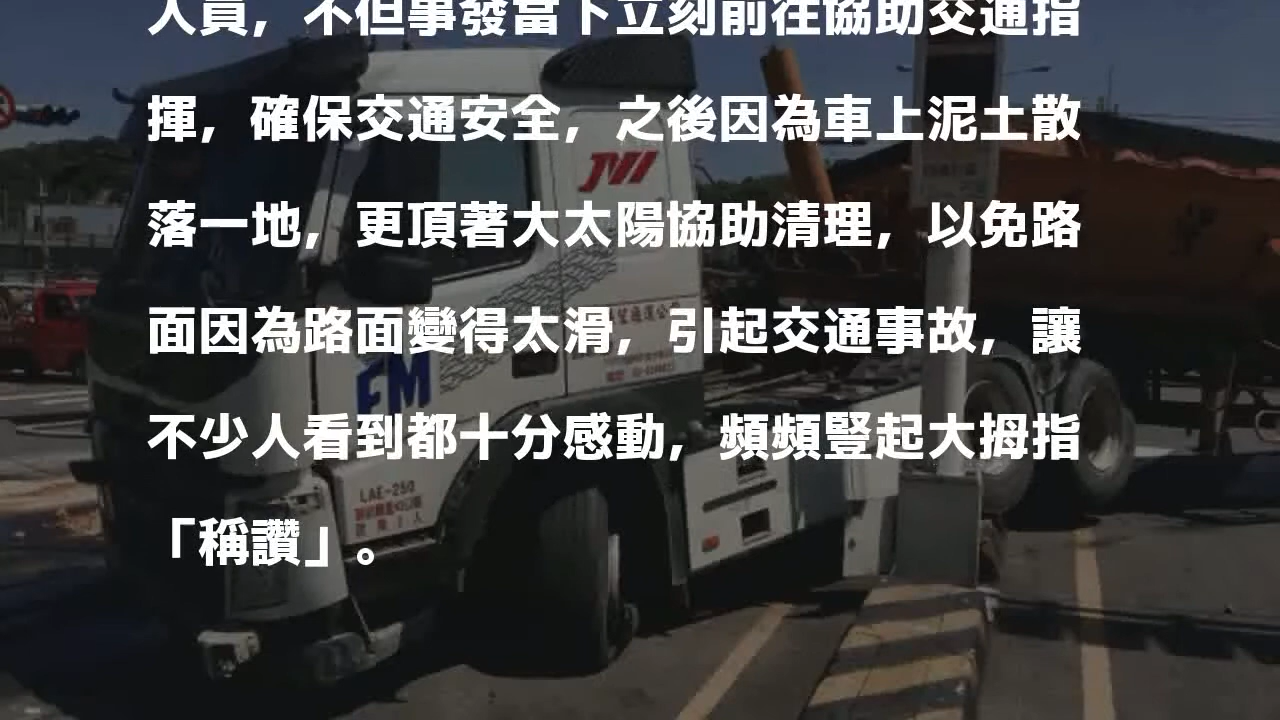 人員，不但事發當下立刻前往協助交通指
揮，確保交通安全，之後因為車上泥土散
落一地，更頂著大太陽協助清理，以免路
面因為路面變得太滑，引起交通事故，讓
不少人看到都十分感動，頻頻豎起大拇指
「稱讚」。
FM
LAE-250